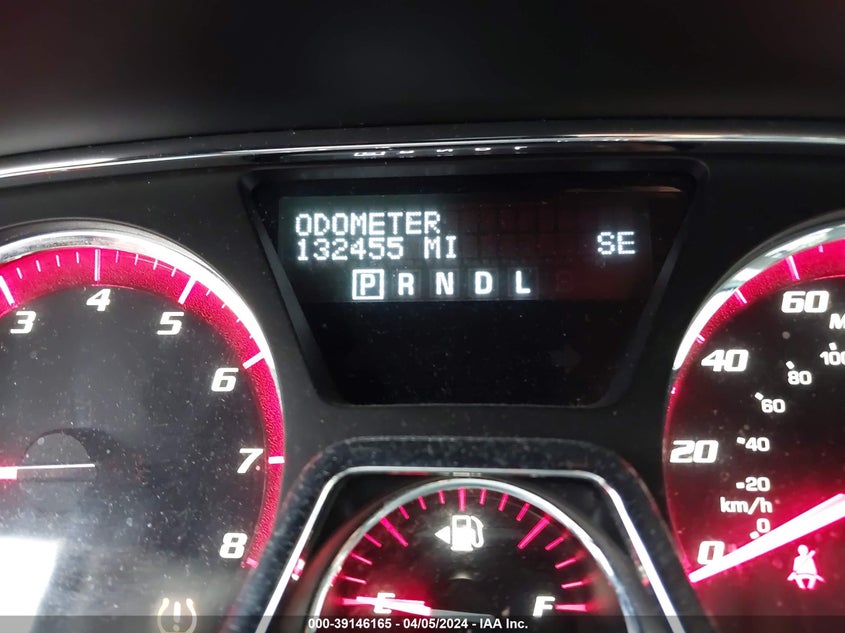 ODOMETER
132455 MI SE
P R N D L
3 4 5 6 7 8
E F
60 40 20 0
100 80 60 40 20 0
km/h
000-39146165 - 04/05/2024 - IAA Inc.